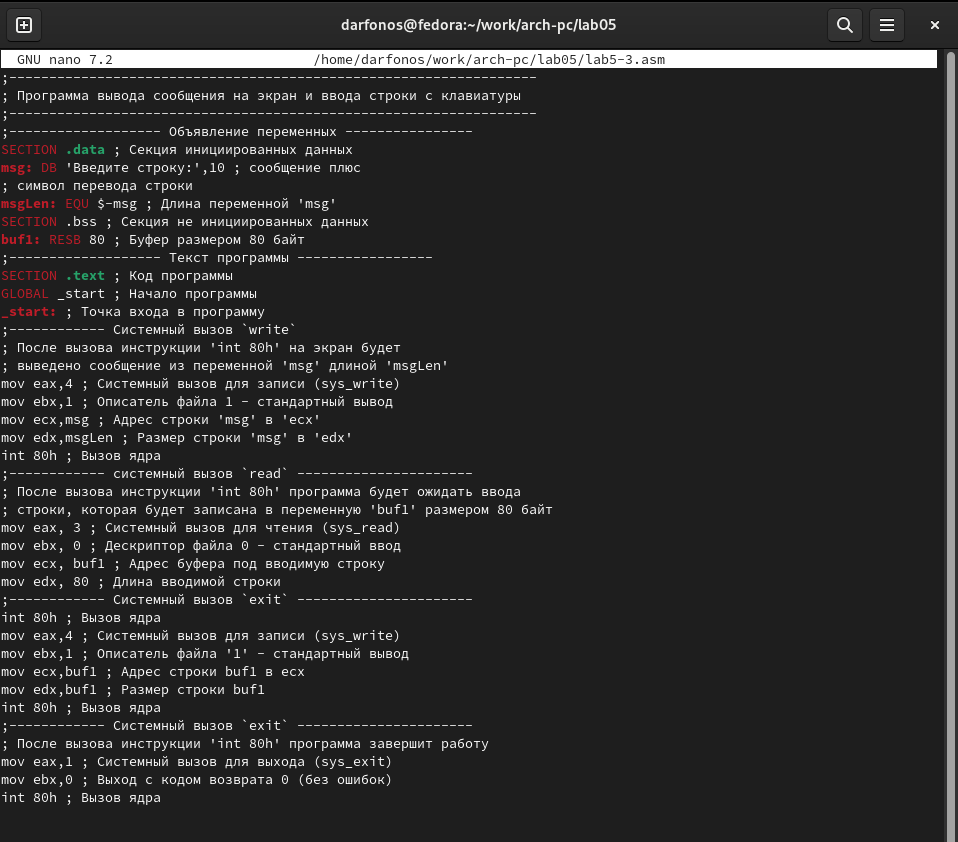 darfonos@fedora:~/work/arch-pc/lab05
GNU nano 7.2 /home/darfonos/work/arch-pc/lab05/lab5-3.asm
;------------------------------------------------------------------
; Программа вывода сообщения на экран и ввода строки с клавиатуры
;------------------------------------------------------------------
;------------------- Объявление переменных ----------------
SECTION .data ; Секция инициированных данных
msg: DB 'Введите строку:',10 ; сообщение плюс
; символ перевода строки
msgLen: EQU $-msg ; Длина переменной 'msg'
SECTION .bss ; Секция не инициированных данных
buf1: RESB 80 ; Буфер размером 80 байт
;------------------- Текст программы -----------------
SECTION .text ; Код программы
GLOBAL _start ; Начало программы
_start: ; Точка входа в программу
;------------ Системный вызов `write`
; После вызова инструкции 'int 80h' на экран будет
; выведено сообщение из переменной 'msg' длиной 'msgLen'
mov eax,4 ; Системный вызов для записи (sys_write)
mov ebx,1 ; Описатель файла 1 - стандартный вывод
mov ecx,msg ; Адрес строки 'msg' в 'ecx'
mov edx,msgLen ; Размер строки 'msg' в 'edx'
int 80h ; Вызов ядра
;------------ системный вызов `read` ----------------------
; После вызова инструкции 'int 80h' программа будет ожидать ввода
; строки, которая будет записана в переменную 'buf1' размером 80 байт
mov eax, 3 ; Системный вызов для чтения (sys_read)
mov ebx, 0 ; Дескриптор файла 0 - стандартный ввод
mov ecx, buf1 ; Адрес буфера под вводимую строку
mov edx, 80 ; Длина вводимой строки
;------------ Системный вызов `exit` ----------------------
int 80h ; Вызов ядра
mov eax,4 ; Системный вызов для записи (sys_write)
mov ebx,1 ; Описатель файла '1' - стандартный вывод
mov ecx,buf1 ; Адрес строки buf1 в ecx
mov edx,buf1 ; Размер строки buf1
int 80h ; Вызов ядра
;------------ Системный вызов `exit` ----------------------
; После вызова инструкции 'int 80h' программа завершит работу
mov eax,1 ; Системный вызов для выхода (sys_exit)
mov ebx,0 ; Выход с кодом возврата 0 (без ошибок)
int 80h ; Вызов ядра